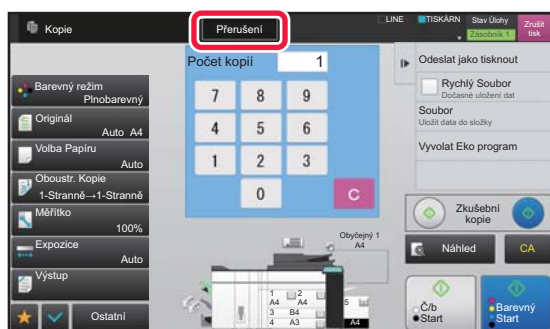 Kopie
Přerušení
LINE
TISKÁRN
Stav Úlohy
Zásobník 1
Zrušit
tisk
Barevný režim
Plnobarevný
Originál
Auto A4
Volba Papíru
Auto
Oboustr. Kopie
1-Stranně→1-Stranně
Měřítko
100%
Expozice
Auto
Výstup
Ostatní
Počet kopií 1
7 8 9
4 5 6
1 2 3
0 C
Obyčejný 1
A4
1 2
A4 A4
3 B4
4 A3
5
A4
Odeslat jako tisknout
Rychlý Soubor
Dočasné uložení dat
Soubor
Uložit data do složky
Vyvolat Eko program
Zkušební
kopie
Náhled
CA
Č/b
Start
Barevný
Start